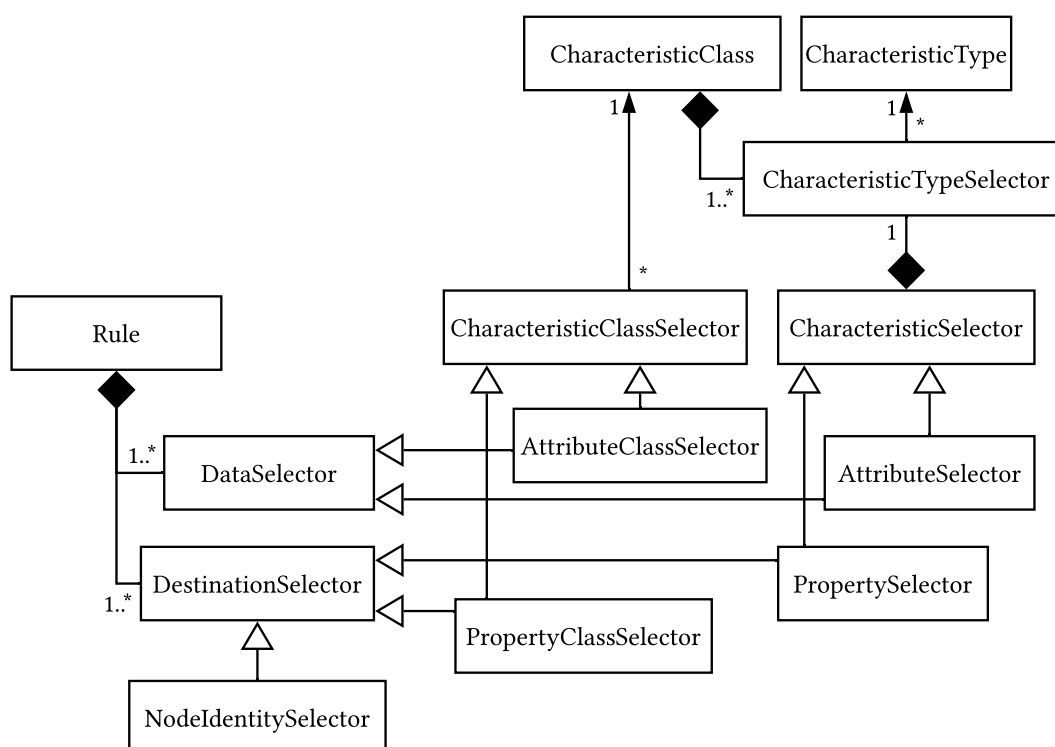 CharacteristicClass
CharacteristicType
1
1
*
CharacteristicTypeSelector
1..*
1
*
Rule
CharacteristicClassSelector
CharacteristicSelector
AttributeClassSelector
1..*
DataSelector
AttributeSelector
DestinationSelector
PropertySelector
1..*
PropertyClassSelector
NodeIdentitySelector